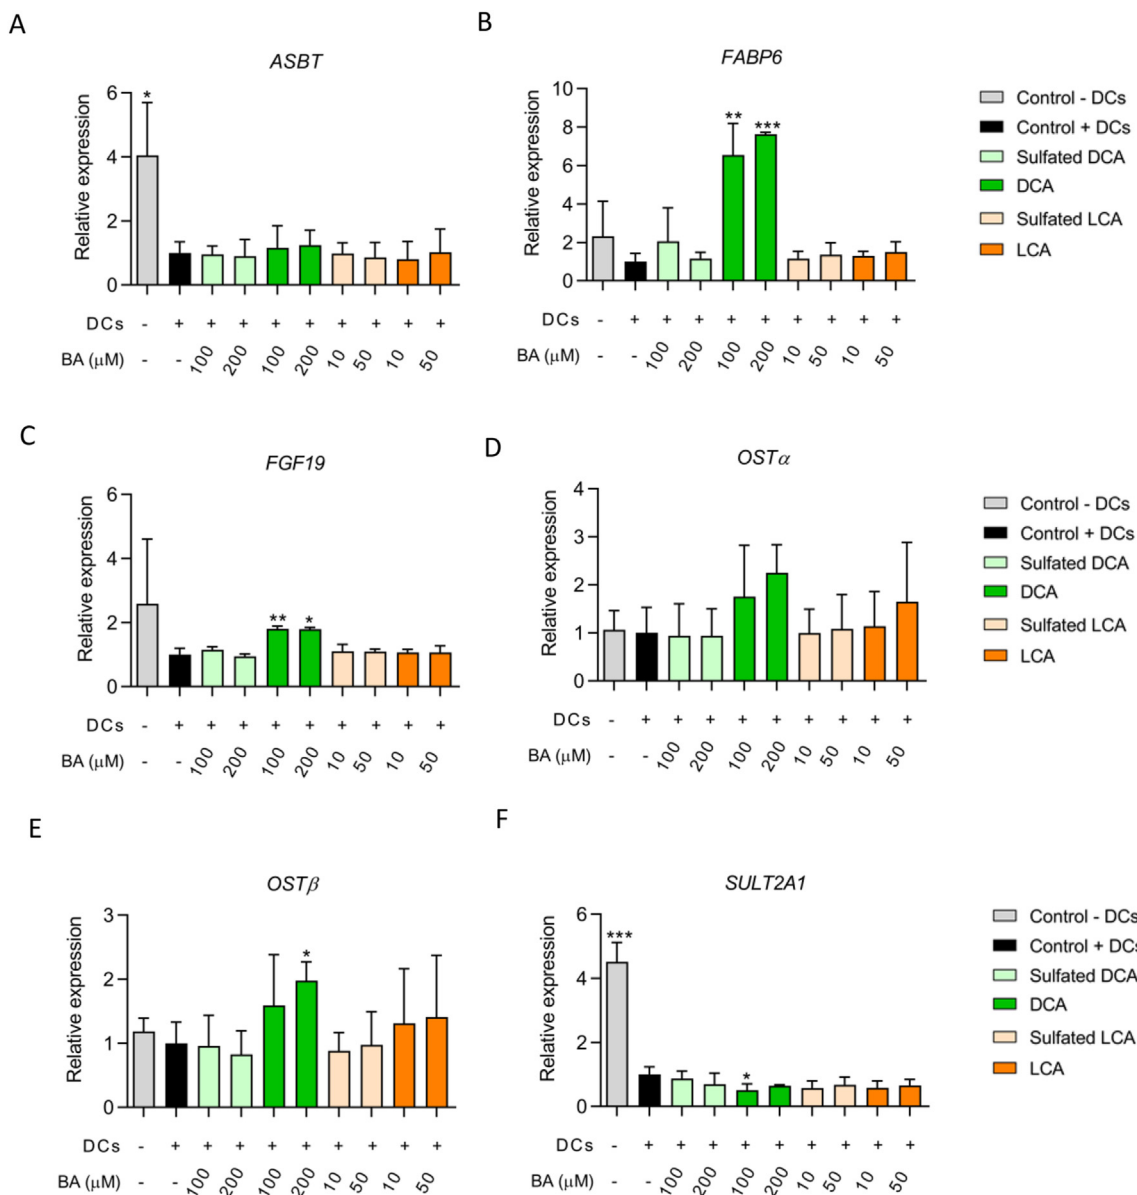 A
ASBT
Relative expression
6
4
2
0
*
DCs - + + + + + + + + +
BA (μM) - - 100 200 100 200 10 50 10 50
B
FABP6
Relative expression
10
8
6
4
2
0
** ***
DCs - + + + + + + + + +
BA (μM) - - 100 200 100 200 10 50 10 50
Control - DCs
Control + DCs
Sulfated DCA
DCA
Sulfated LCA
LCA
C
FGF19
Relative expression
6
4
2
0
** *
DCs - + + + + + + + + +
BA (μM) - - 100 200 100 200 10 50 10 50
D
OSTα
Relative expression
4
3
2
1
0
DCs - + + + + + + + + +
BA (μM) - - 100 200 100 200 10 50 10 50
Control - DCs
Control + DCs
Sulfated DCA
DCA
Sulfated LCA
LCA
E
OSTβ
Relative expression
3
2
1
0
*
DCs - + + + + + + + + +
BA (μM) - - 100 200 100 200 10 50 10 50
F
SULT2A1
Relative expression
6
4
2
0
*** *
DCs - + + + + + + + + +
BA (μM) - - 100 200 100 200 10 50 10 50
Control - DCs
Control + DCs
Sulfated DCA
DCA
Sulfated LCA
LCA